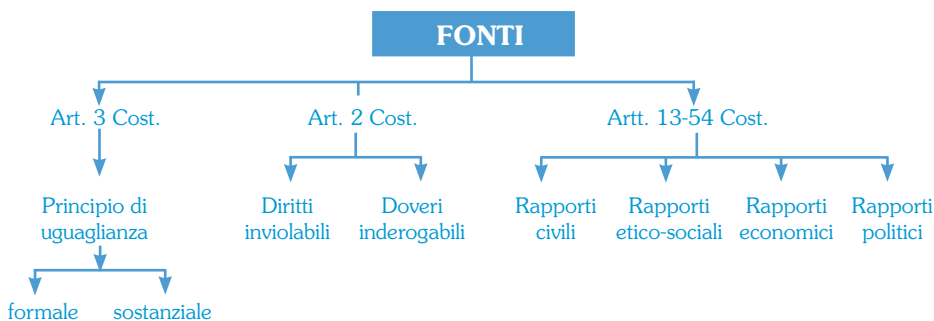 FONTI
Art. 3 Cost.
Art. 2 Cost.
Artt. 13-54 Cost.
Principio di
uguaglianza
Diritti
inviolabili
Doveri
inderogabili
Rapporti
civili
Rapporti
etico-sociali
Rapporti
economici
Rapporti
politici
formale
sostanziale